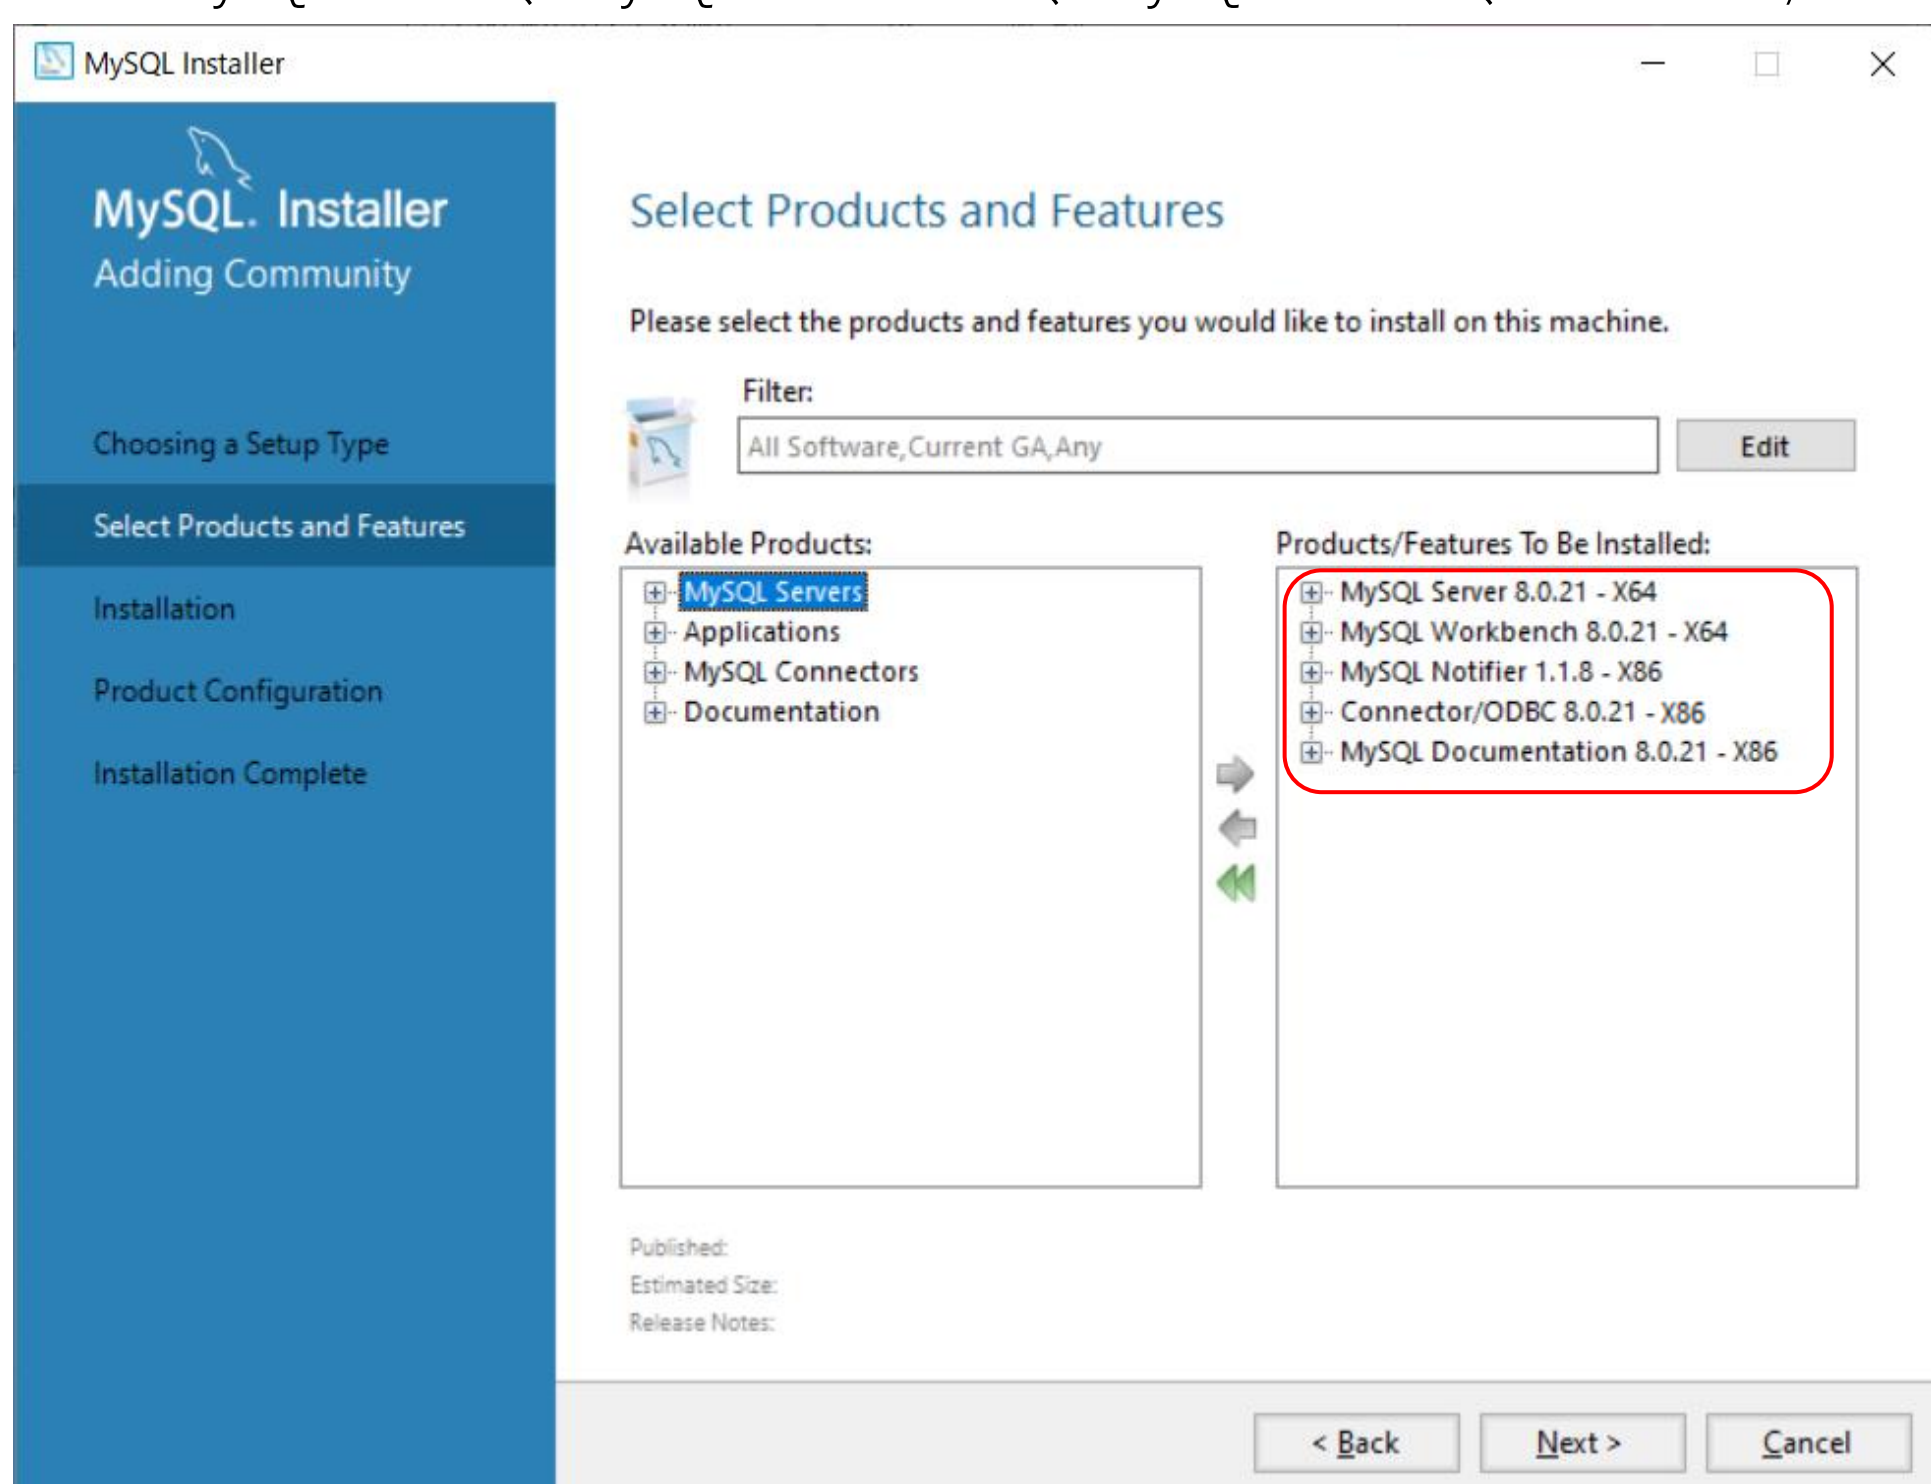 MySQL Installer
MySQL. Installer
Adding Community
Choosing a Setup Type
Select Products and Features
Installation
Product Configuration
Installation Complete
Select Products and Features
Please select the products and features you would like to install on this machine.
Filter:
All Software,Current GA,Any
Edit
Available Products:
MySQL Servers
Applications
MySQL Connectors
Documentation
Products/Features To Be Installed:
MySQL Server 8.0.21 - X64
MySQL Workbench 8.0.21 - X64
MySQL Notifier 1.1.8 - X86
Connector/ODBC 8.0.21 - X86
MySQL Documentation 8.0.21 - X86
Published:
Estimated Size:
Release Notes:
< Back
Next >
Cancel